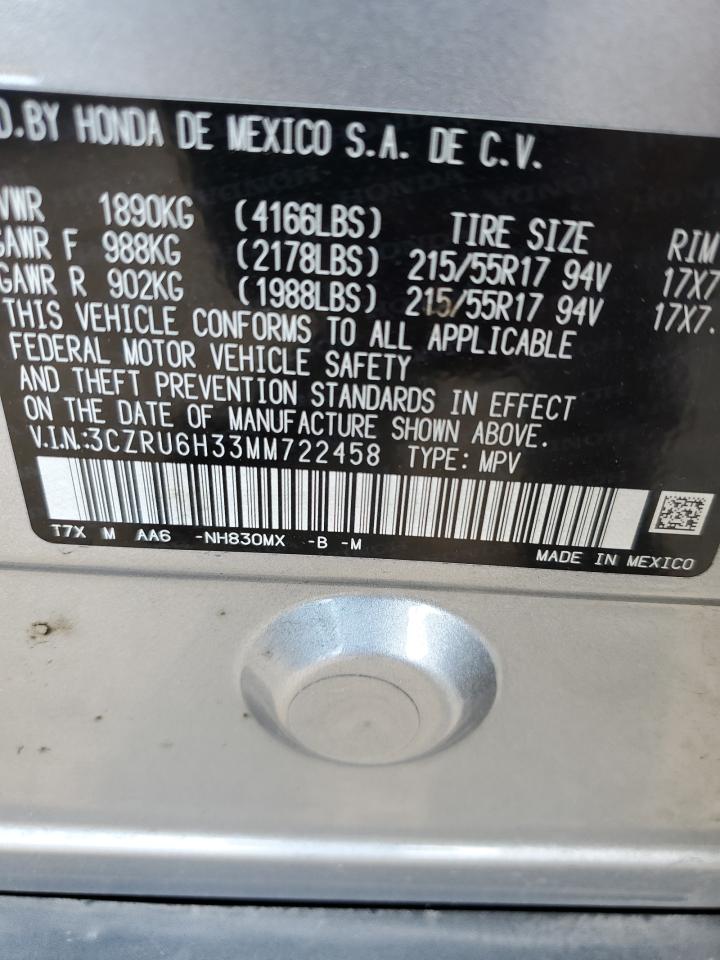 D.BY HONDA DE MEXICO S.A. DE C.V.
VWR 1890KG (4166LBS) TIRE SIZE RIM
GAWR F 988KG (2178LBS) 215/55R17 94V 17X7
GAWR R 902KG (1988LBS) 215/55R17 94V 17X7.
THIS VEHICLE CONFORMS TO ALL APPLICABLE
FEDERAL MOTOR VEHICLE SAFETY
AND THEFT PREVENTION STANDARDS IN EFFECT
ON THE DATE OF MANUFACTURE SHOWN ABOVE.
V.I.N.:3CZRU6H33MM722458 TYPE: MPV
T7X M AA6 -NH830MX -B -M
MADE IN MEXICO